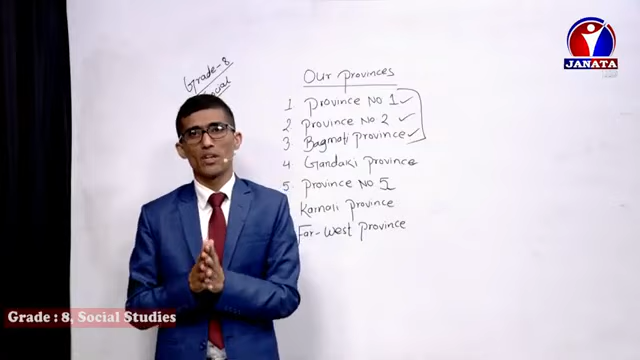 Grade-8
Social
Our provinces
1 province No 1
2. province No 2
3 Bagmati province
4 Gandaki province
5. province No 5
Karnali province
Far-West province
JANATA
Grade : 8, Social Studies